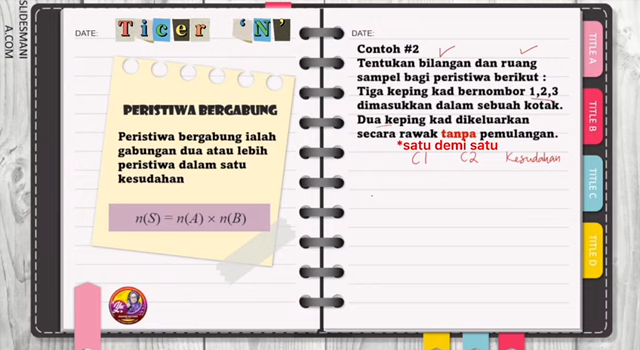 SLIDESMANI
A.COM
DATE:
Ticer 'N'
PERISTIWA BERGABUNG
Peristiwa bergabung ialah
gabungan dua atau lebih
peristiwa dalam satu
kesudahan
n(S) = n(A) × n(B)
DATE:
Contoh #2
Tentukan bilangan dan ruang
sampel bagi peristiwa berikut :
Tiga keping kad bernombor 1,2,3
dimasukkan dalam sebuah kotak.
Dua keping kad dikeluarkan
secara rawak tanpa pemulangan.
*satu demi satu
C1 C2 Kesudahan
TITLE A
TITLE B
TITLE C
TITLE D